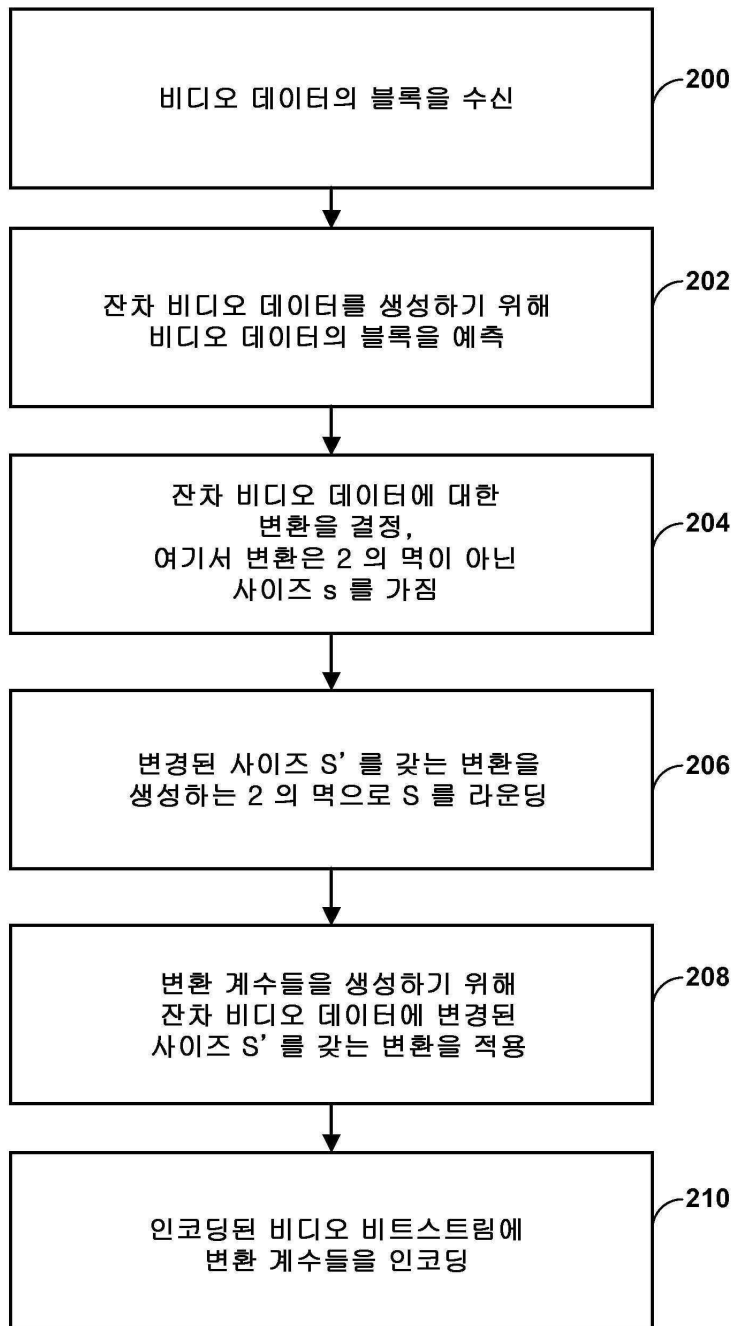 비디오 데이터의 블록을 수신
200
잔차 비디오 데이터를 생성하기 위해
비디오 데이터의 블록을 예측
202
잔차 비디오 데이터에 대한
변환을 결정,
여기서 변환은 2 의 멱이 아닌
사이즈 s 를 가짐
204
변경된 사이즈 S’ 를 갖는 변환을
생성하는 2 의 멱으로 S 를 라운딩
206
변환 계수들을 생성하기 위해
잔차 비디오 데이터에 변경된
사이즈 S’ 를 갖는 변환을 적용
208
인코딩된 비디오 비트스트림에
변환 계수들을 인코딩
210